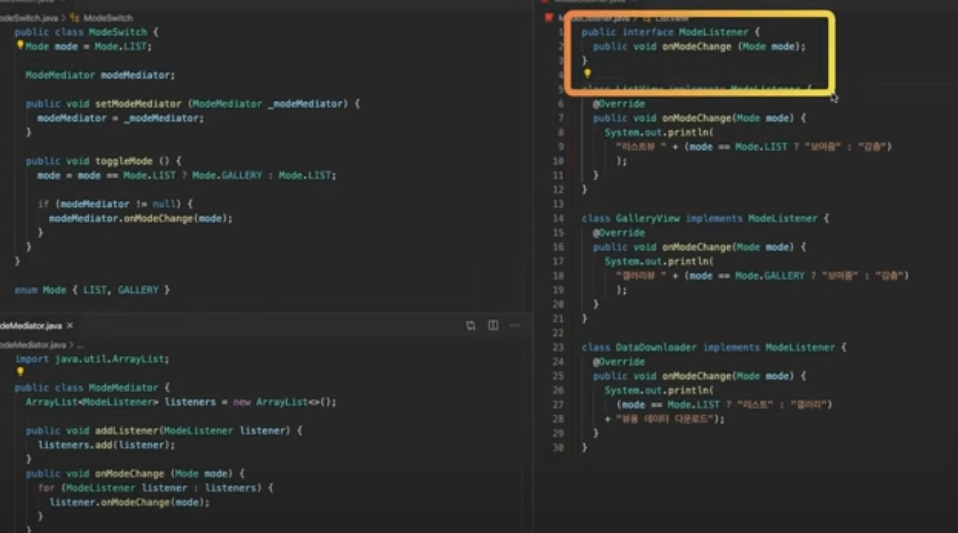 ModeSwitch
public class ModeSwitch {
Mode mode = Mode.LIST;
ModeMediator modeMediator;
public void setModeMediator (ModeMediator _modeMediator) {
modeMediator = _modeMediator;
}
public void toggleMode () {
mode = mode == Mode.LIST ? Mode.GALLERY : Mode.LIST;
if (modeMediator != null) {
modeMediator.onModeChange(mode);
}
}
}
enum Mode { LIST, GALLERY }
deMediator.java ×
deMediator.java > ...
import java.util.ArrayList;
public class ModeMediator {
ArrayList<ModeListener> listeners = new ArrayList<>();
public void addListener(ModeListener listener) {
listeners.add(listener);
}
public void onModeChange (Mode mode) {
for (ModeListener listener : listeners) {
listener.onModeChange(mode);
}
}
1 public interface ModeListener {
2 public void onModeChange (Mode mode);
3 }
4
5 class ListView implements ModeListener {
6 @Override
7 public void onModeChange(Mode mode) {
8 System.out.println(
9 "리스트뷰 " + (mode == Mode.LIST ? "보여줌" : "감춤")
10 );
11 }
12 }
13
14 class GalleryView implements ModeListener {
15 @Override
16 public void onModeChange(Mode mode) {
17 System.out.println(
18 "갤러리뷰 " + (mode == Mode.GALLERY ? "보여줌" : "감춤")
19 );
20 }
21 }
22
23 class DataDownloader implements ModeListener {
24 @Override
25 public void onModeChange(Mode mode) {
26 System.out.println(
27 (mode == Mode.LIST ? "리스트" : "갤러리")
28 + "뷰용 데이터 다운로드");
29 }
30 }